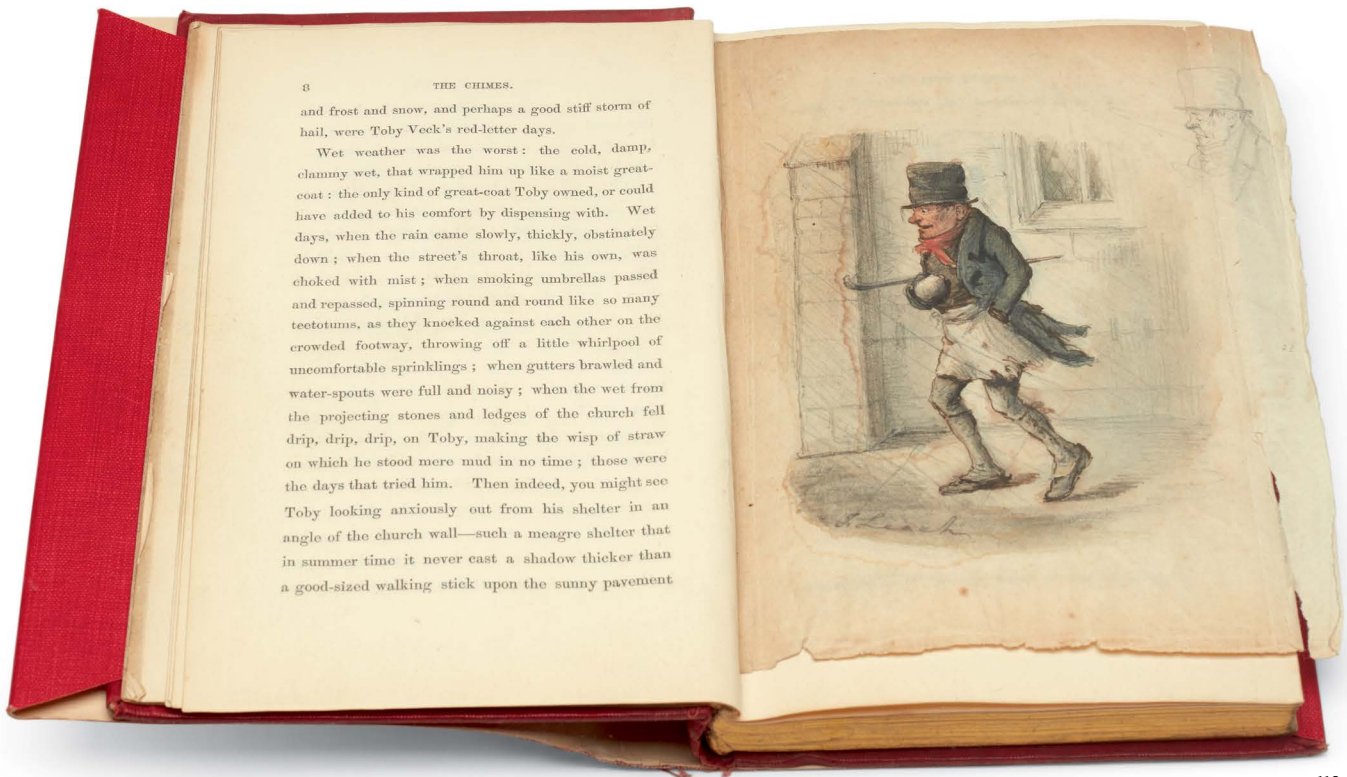 8 THE CHIMES.
and frost and snow, and perhaps a good stiff storm of
hail, were Toby Veck's red-letter days.
Wet weather was the worst : the cold, damp,
clammy wet, that wrapped him up like a moist great-
coat : the only kind of great-coat Toby owned, or could
have added to his comfort by dispensing with. Wet
days, when the rain came slowly, thickly, obstinately
down ; when the street's throat, like his own, was
choked with mist ; when smoking umbrellas passed
and repassed, spinning round and round like so many
teetotums, as they knocked against each other on the
crowded footway, throwing off a little whirlpool of
uncomfortable sprinklings ; when gutters brawled and
water-spouts were full and noisy ; when the wet from
the projecting stones and ledges of the church fell
drip, drip, drip, on Toby, making the wisp of straw
on which he stood mere mud in no time ; those were
the days that tried him. Then indeed, you might see
Toby looking anxiously out from his shelter in an
angle of the church wall—such a meagre shelter that
in summer time it never cast a shadow thicker than
a good-sized walking stick upon the sunny pavement
J. Leech